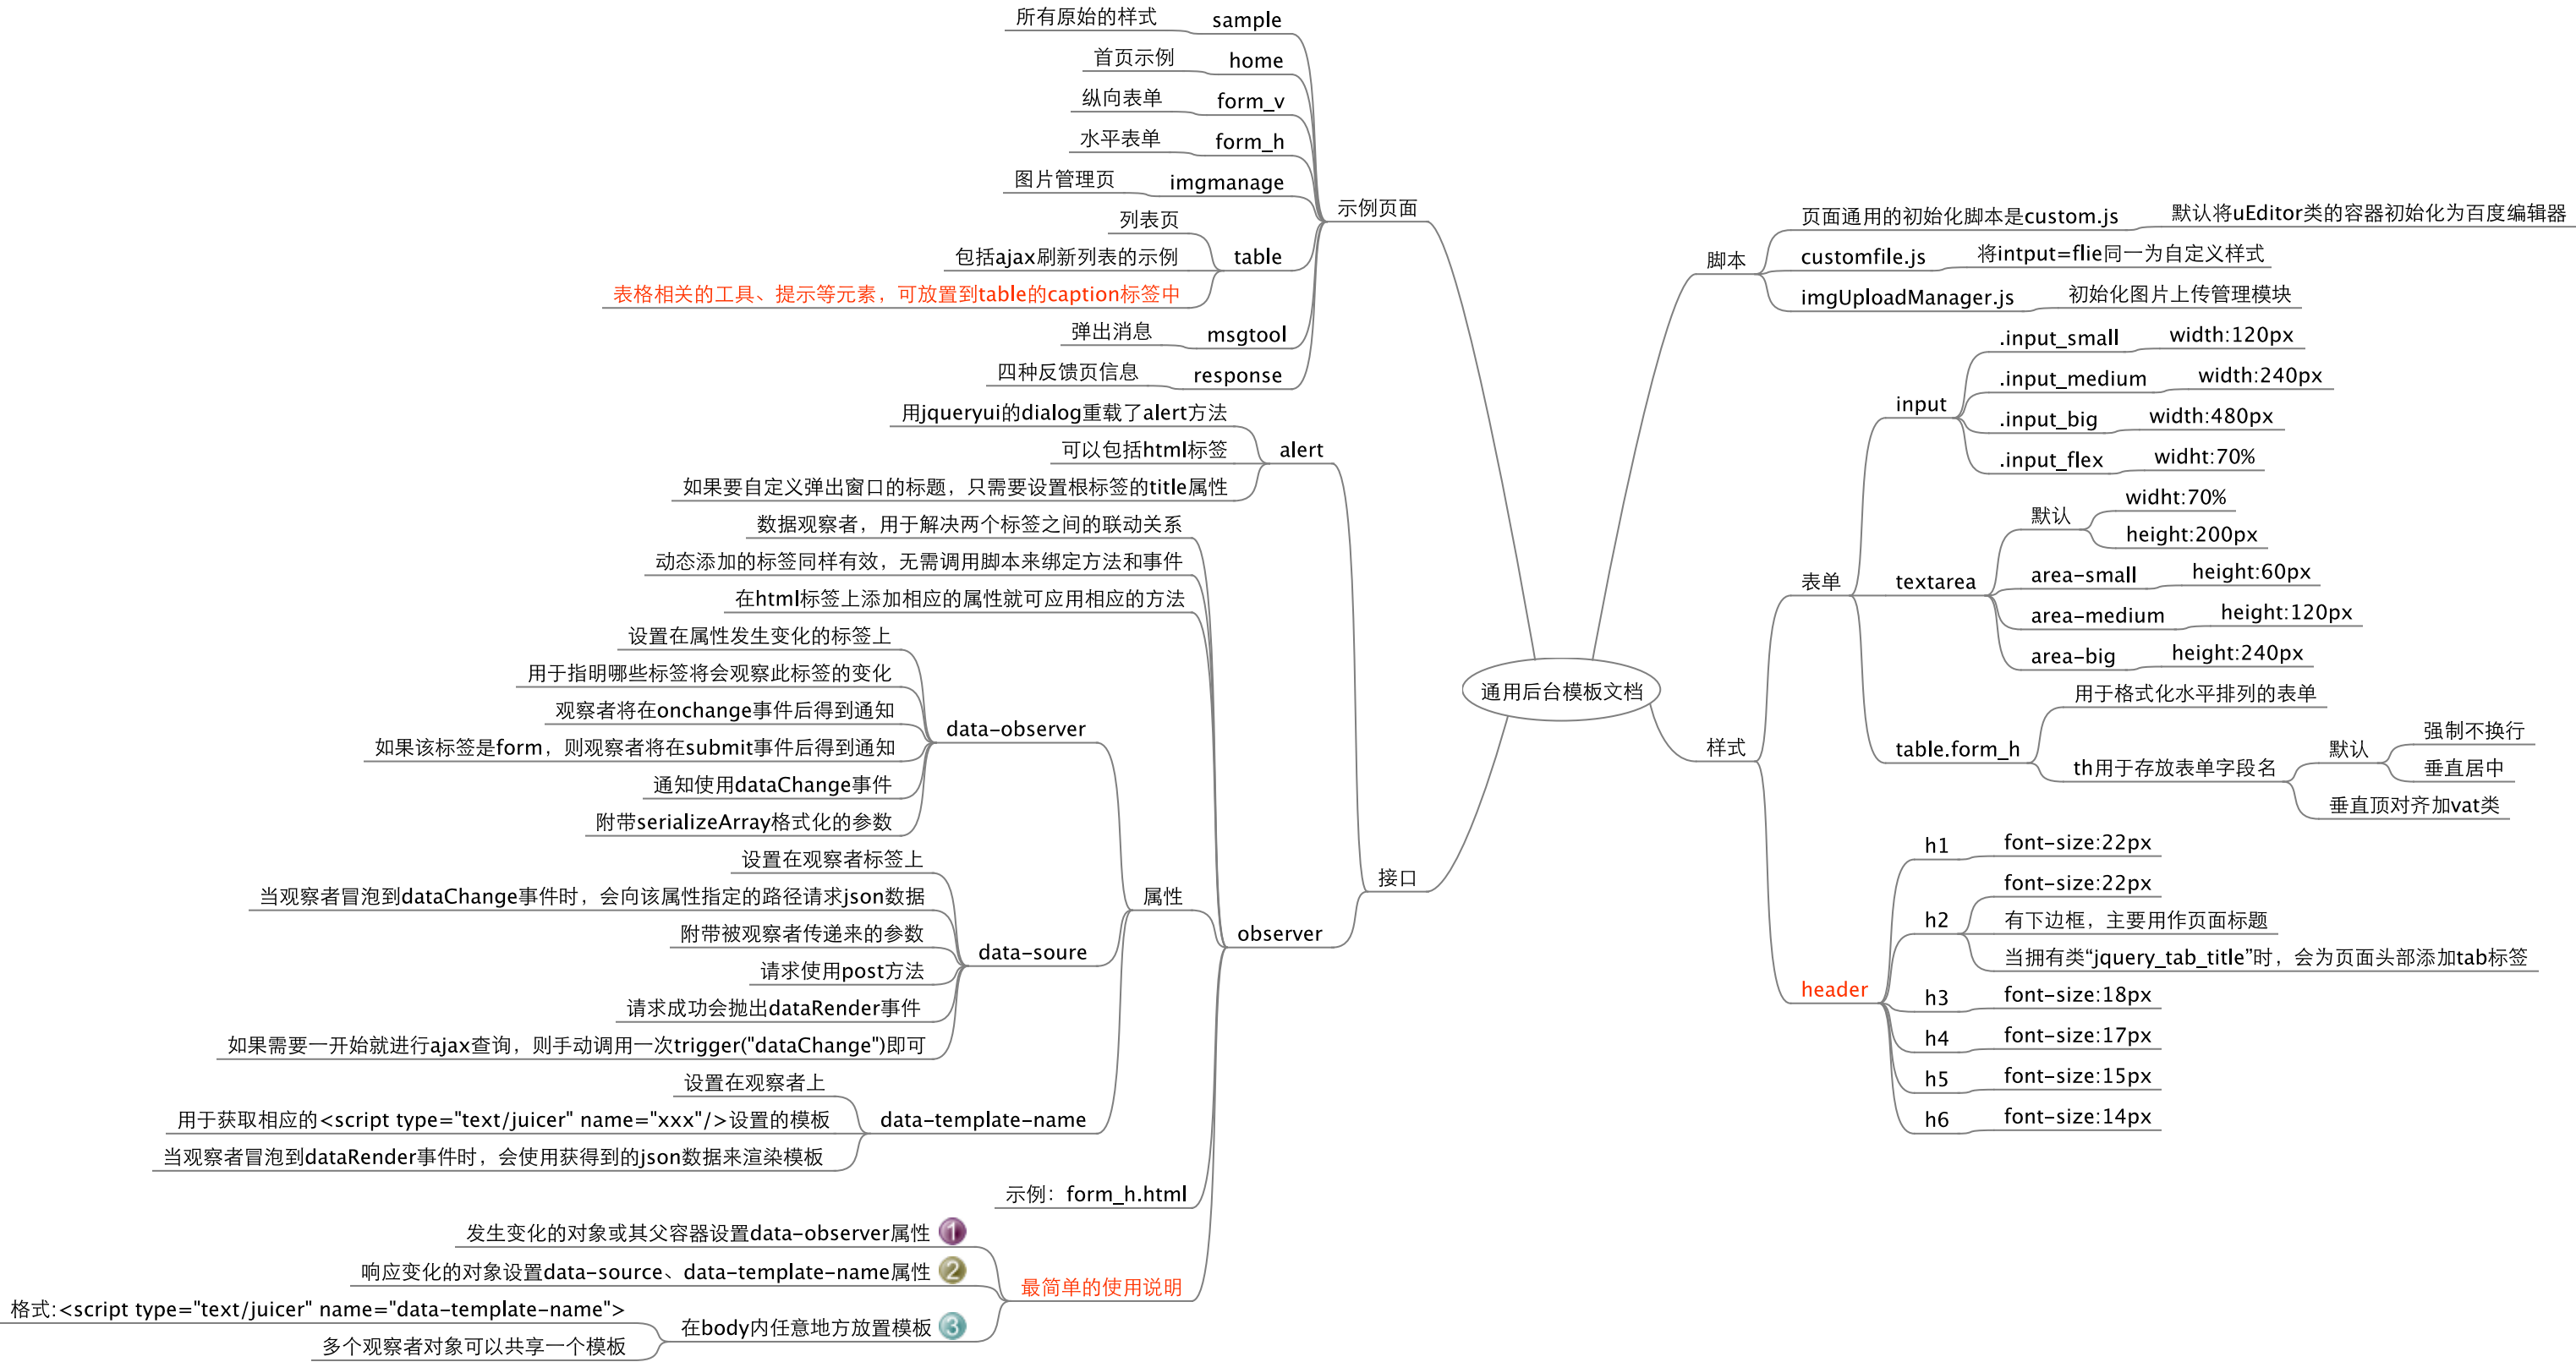 通用后台模板文档
示例页面
sample
所有原始的样式
home
首页示例
form_v
纵向表单
form_h
水平表单
imgmanage
图片管理页
table
列表页
包括ajax刷新列表的示例
表格相关的工具、提示等元素，可放置到table的caption标签中
msgtool
弹出消息
response
四种反馈页信息
接口
alert
用jqueryui的dialog重载了alert方法
可以包括html标签
如果要自定义弹出窗口的标题，只需要设置根标签的title属性
observer
数据观察者，用于解决两个标签之间的联动关系
动态添加的标签同样有效，无需调用脚本来绑定方法和事件
在html标签上添加相应的属性就可应用相应的方法
属性
data-observer
设置在属性发生变化的标签上
用于指明哪些标签将会观察此标签的变化
观察者将在onchange事件后得到通知
如果该标签是form，则观察者将在submit事件后得到通知
通知使用dataChange事件
附带serializeArray格式化的参数
data-soure
设置在观察者标签上
当观察者冒泡到dataChange事件时，会向该属性指定的路径请求json数据
附带被观察者传递来的参数
请求使用post方法
请求成功会抛出dataRender事件
如果需要一开始就进行ajax查询，则手动调用一次trigger("dataChange")即可
data-template-name
设置在观察者上
用于获取相应的<script type="text/juicer" name="xxx"/>设置的模板
当观察者冒泡到dataRender事件时，会使用获得到的json数据来渲染模板
示例：form_h.html
最简单的使用说明
发生变化的对象或其父容器设置data-observer属性 1
响应变化的对象设置data-source、data-template-name属性 2
在body内任意地方放置模板 3
格式:<script type="text/juicer" name="data-template-name">
多个观察者对象可以共享一个模板
脚本
页面通用的初始化脚本是custom.js
默认将uEditor类的容器初始化为百度编辑器
customfile.js
将intput=flie同一为自定义样式
imgUploadManager.js
初始化图片上传管理模块
样式
表单
input
.input_small
width:120px
.input_medium
width:240px
.input_big
width:480px
.input_flex
widht:70%
textarea
默认
widht:70%
height:200px
area-small
height:60px
area-medium
height:120px
area-big
height:240px
table.form_h
用于格式化水平排列的表单
th用于存放表单字段名
默认
强制不换行
垂直居中
垂直顶对齐加vat类
header
h1
font-size:22px
h2
font-size:22px
有下边框，主要用作页面标题
当拥有类“jquery_tab_title”时，会为页面头部添加tab标签
h3
font-size:18px
h4
font-size:17px
h5
font-size:15px
h6
font-size:14px